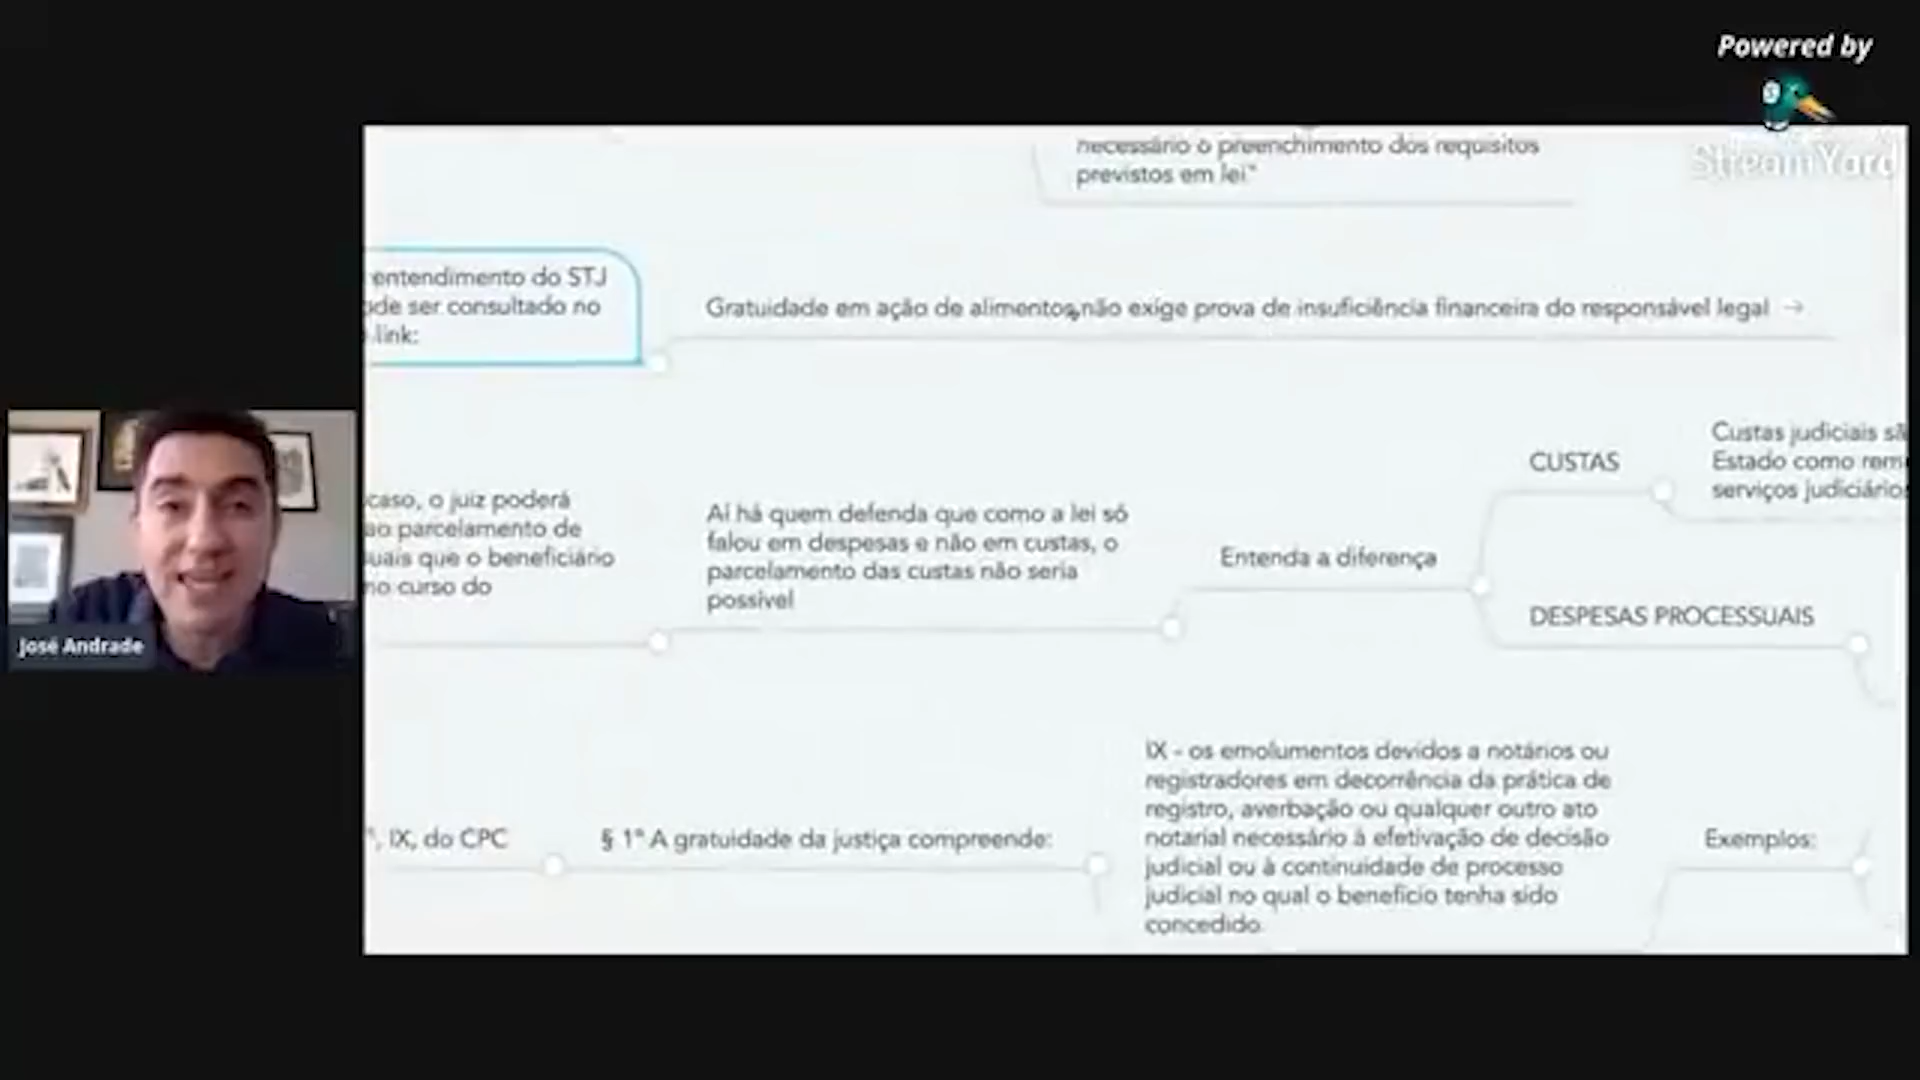 Powered by
StreamYard
necessário o preenchimento dos requisitos
previstos em lei"
entendimento do STJ
ode ser consultado no
link:
Gratuidade em ação de alimentos não exige prova de insuficiência financeira do responsável legal →
CUSTAS
Custas judiciais sã
Estado como rem
serviços judiciários
caso, o juiz poderá
ao parcelamento de
uais que o beneficiário
no curso do
Aí há quem defenda que como a lei só
falou em despesas e não em custas, o
parcelamento das custas não seria
possível
Entenda a diferença
DESPESAS PROCESSUAIS
José Andrade
º, IX, do CPC
§ 1º A gratuidade da justiça compreende:
IX - os emolumentos devidos a notários ou
registradores em decorrência da prática de
registro, averbação ou qualquer outro ato
notarial necessário à efetivação de decisão
judicial ou à continuidade de processo
judicial no qual o benefício tenha sido
concedido.
Exemplos: